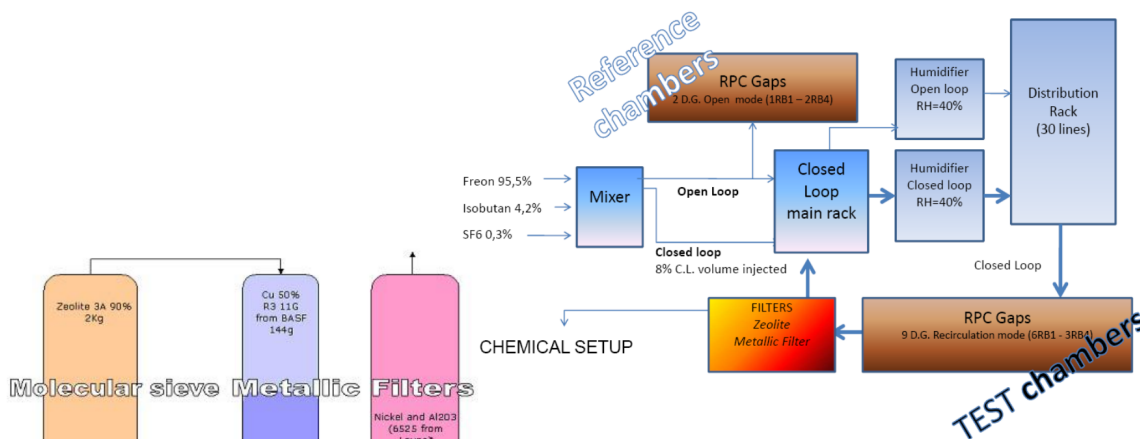 Reference
chambers
RPC Gaps
2 D.G. Open mode (1RB1 – 2RB4)
Humidifier
Open loop
RH=40%
Distribution
Rack
(30 lines)
Freon 95,5%
Isobutan 4,2%
SF6 0,3%
Mixer
Open Loop
Closed
Loop
main rack
Humidifier
Closed loop
RH=40%
Closed loop
8% C.L. volume injected
Closed Loop
FILTERS
Zeolite
Metallic Filter
RPC Gaps
9 D.G. Recirculation mode (6RB1 - 3RB4)
TEST chambers
CHEMICAL SETUP
Zeolite 3A 90%
2Kg
Cu 50%
R3 11G
from BASF
144g
Molecular sieve Metallic Filters
Nickel and Al2O3
(6525 from